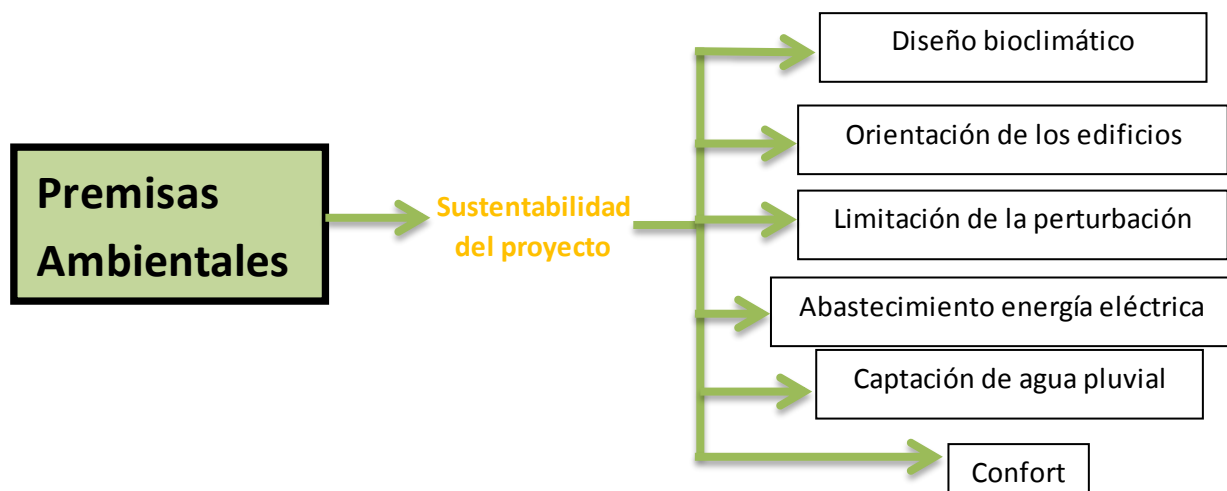 Premisas
Ambientales
Sustentabilidad
del proyecto
Diseño bioclimático
Orientación de los edificios
Limitación de la perturbación
Abastecimiento energía eléctrica
Captación de agua pluvial
Confort